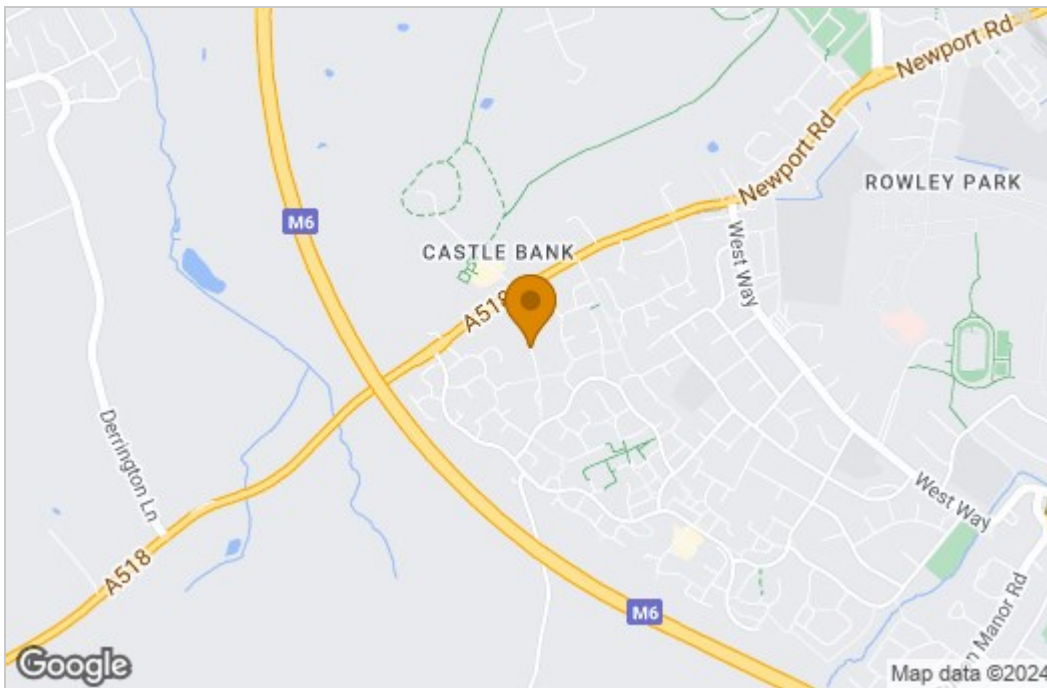 Newport Rd
Newport Rd
ROWLEY PARK
M6
CASTLE BANK
West Way
A518
Derrington Ln
West Way
A518
M6
Manor Rd
Google
Map data ©2024